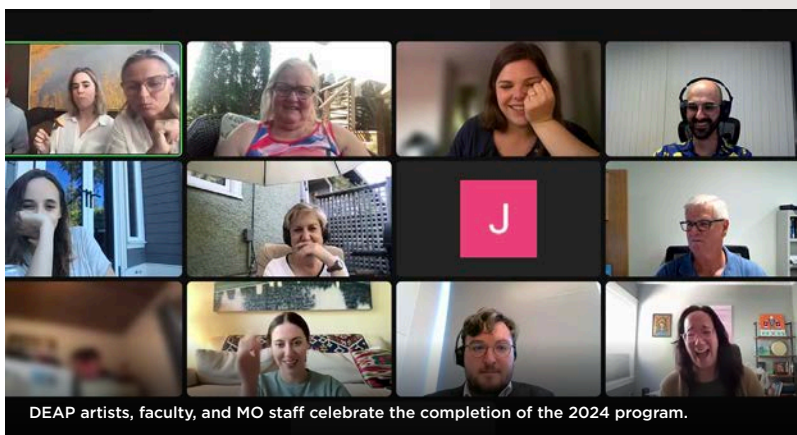 J
DEAP artists, faculty, and MO staff celebrate the completion of the 2024 program.